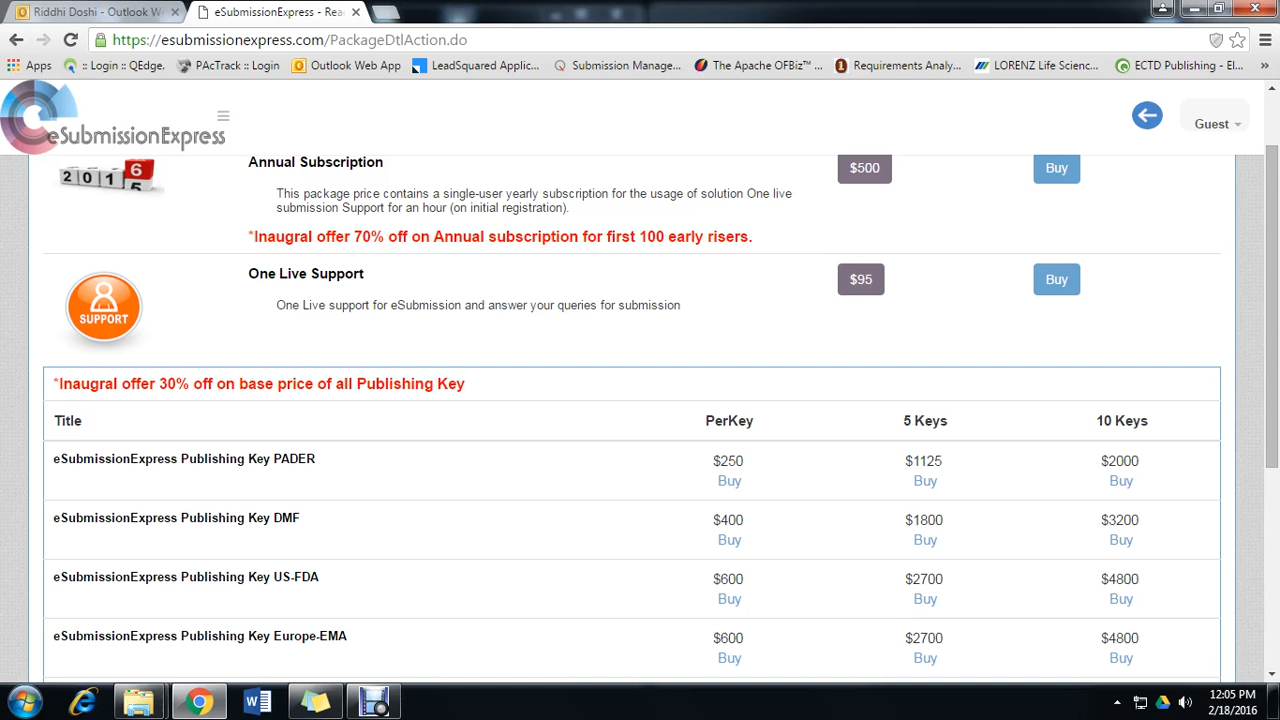 Riddhi Doshi - Outlook We
eSubmissionExpress - Rea
https://esubmissionexpress.com/PackageDtlAction.do
Apps :: Login :: QEdge. PAcTrack :: Login Outlook Web App LeadSquared Applic... Submission Manage... The Apache OFBiz™ ... Requirements Analy... LORENZ Life Scienc... ECTD Publishing - El...
eSubmissionExpress
Guest
2 0 1 6
5
Annual Subscription
$500
Buy
This package price contains a single-user yearly subscription for the usage of solution One live
submission Support for an hour (on initial registration).
*Inaugral offer 70% off on Annual subscription for first 100 early risers.
SUPPORT
One Live Support
$95
Buy
One Live support for eSubmission and answer your queries for submission
*Inaugral offer 30% off on base price of all Publishing Key
Title PerKey 5 Keys 10 Keys
eSubmissionExpress Publishing Key PADER $250 $1125 $2000
Buy Buy Buy
eSubmissionExpress Publishing Key DMF $400 $1800 $3200
Buy Buy Buy
eSubmissionExpress Publishing Key US-FDA $600 $2700 $4800
Buy Buy Buy
eSubmissionExpress Publishing Key Europe-EMA $600 $2700 $4800
Buy Buy Buy
12:05 PM
2/18/2016